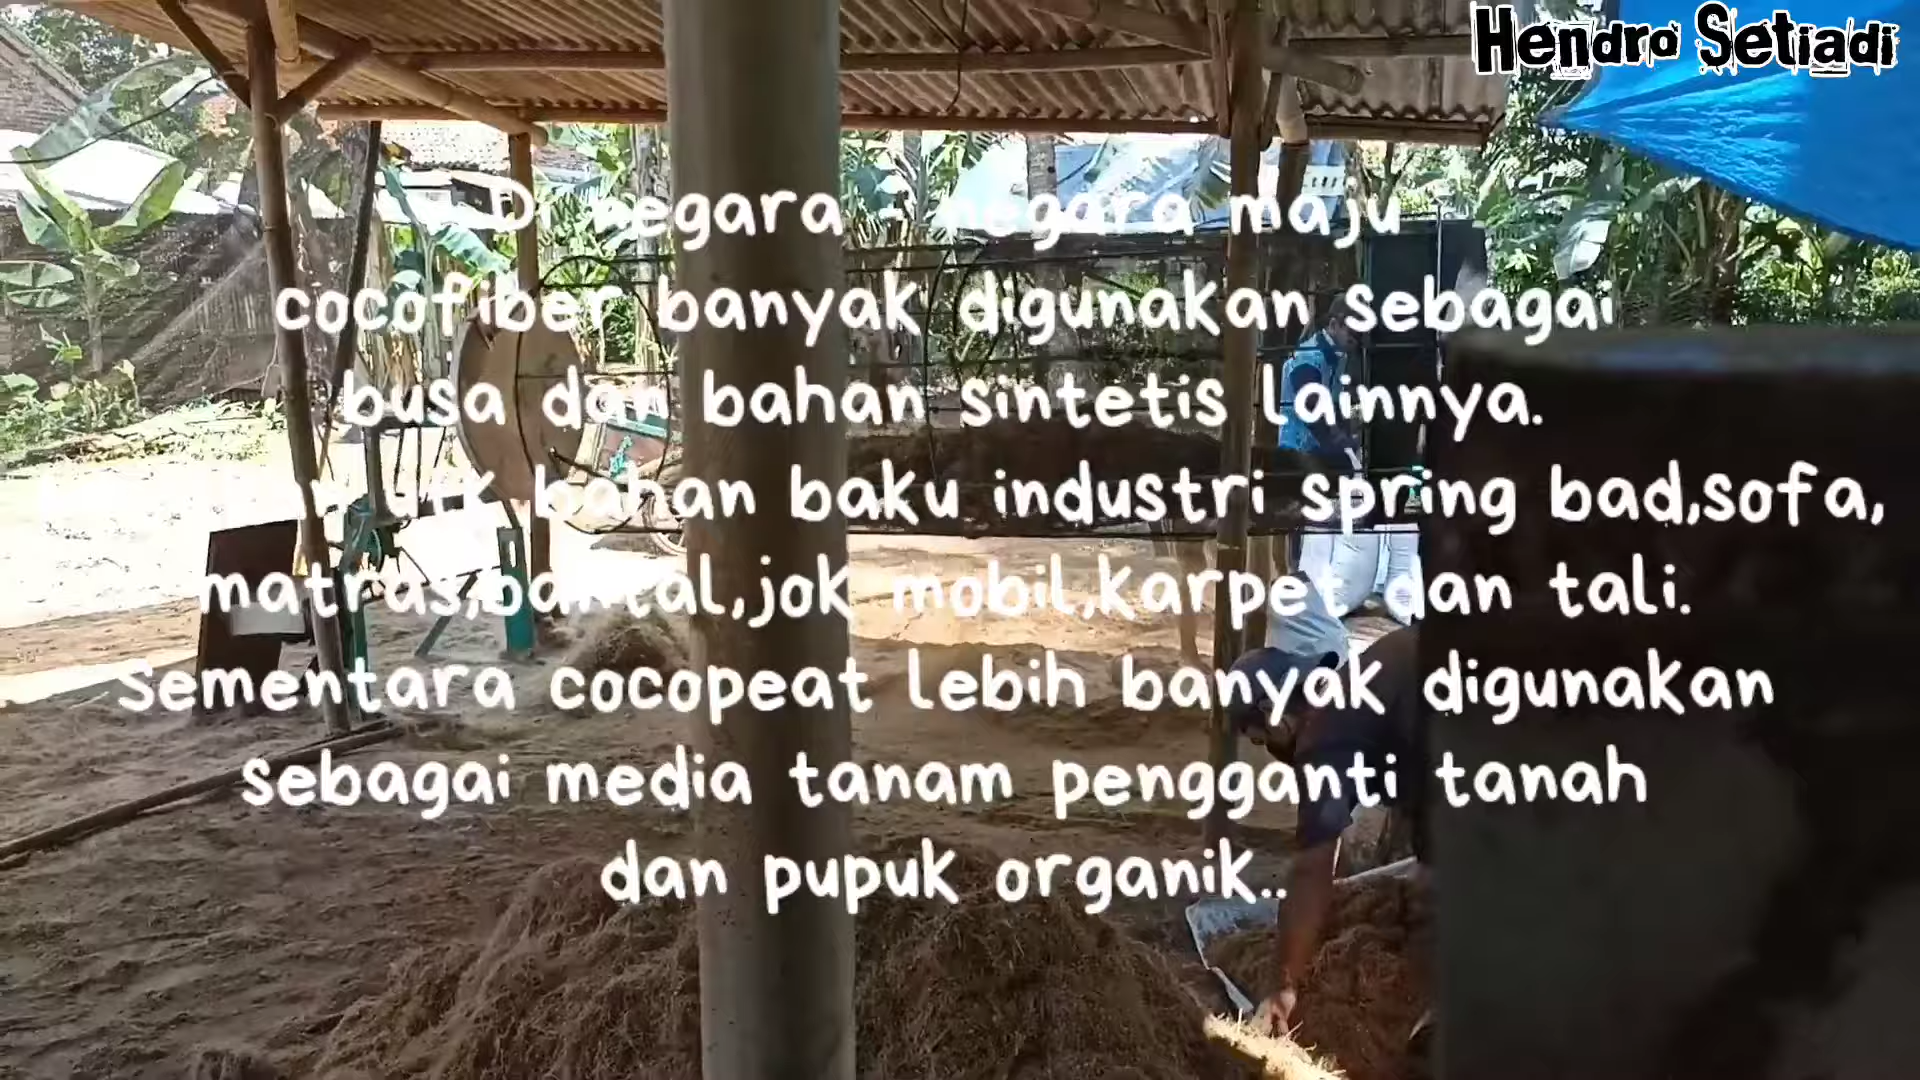 Hendro Setiadi
Di negara - negara maju
cocofiber banyak digunakan sebagai
busa dan bahan sintetis lainnya.
utk bahan baku industri spring bad,sofa,
matras,bantal,jok mobil,karpet dan tali.
Sementara cocopeat lebih banyak digunakan
sebagai media tanam pengganti tanah
dan pupuk organik..